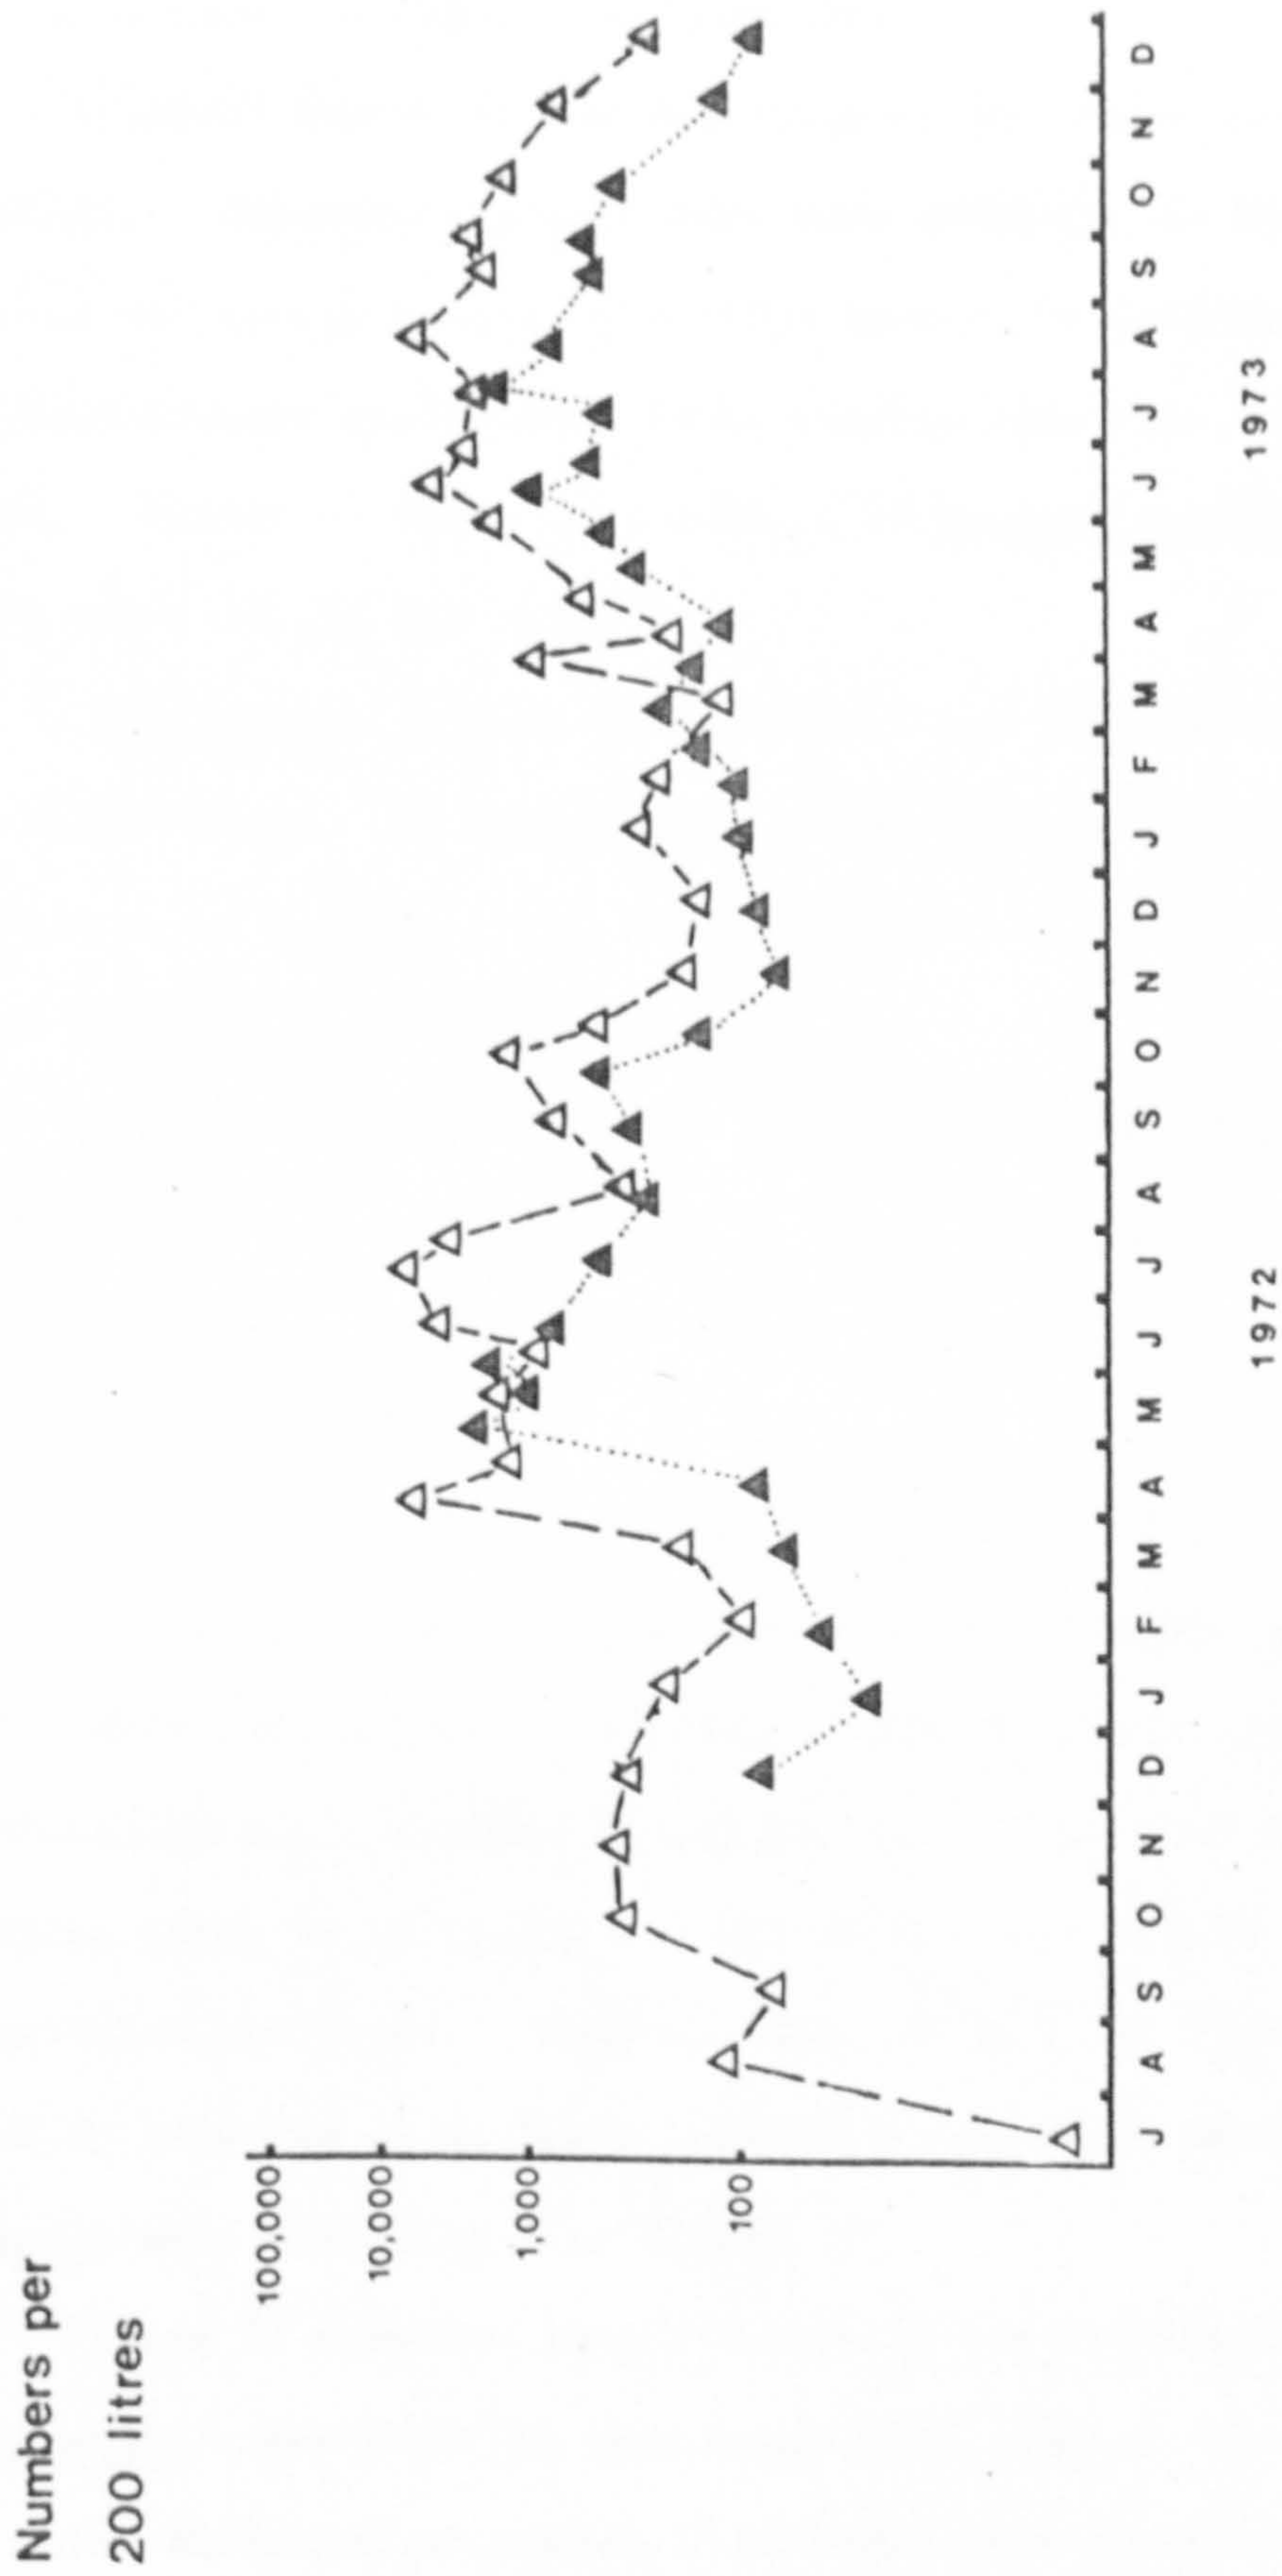 Numbers per
200 litres
100,000
10,000
1,000
100
J A S O N D J F M A M J J A S O N D J F M A M J J A S O N D
1972 1973